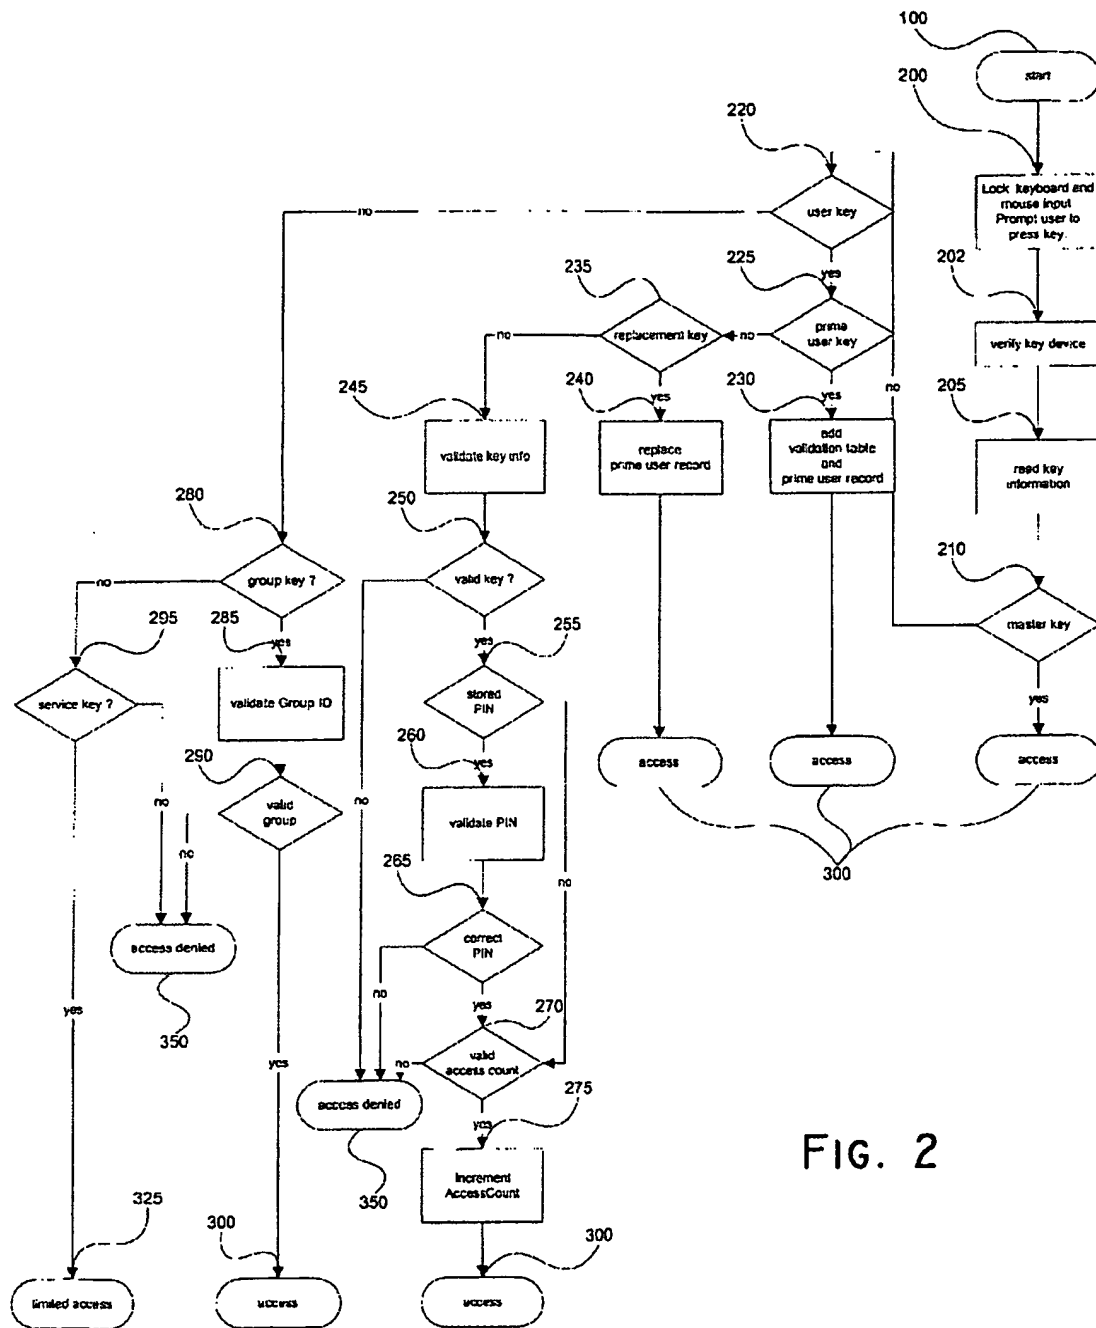 100
start
200
220
Lock keyboard and
mouse input
Prompt user to
press key.
no
user key
202
235
225
yes
replacement key
no
prime
user key
verify key device
no
no
245
240
yes
230
yes
205
validate key info
replace
prime user record
add
validation table
and
prime user record
read key
information
280
250
210
group key ?
valid key ?
master key
no
no
295
285
yes
yes
255
service key ?
validate Group ID
stored
PIN
yes
260
yes
290
access
access
access
no
valid
group
no
validate PIN
no
265
300
no
correct
PIN
access denied
no
yes
270
yes
350
yes
valid
access count
no
access denied
275
yes
350
Increment
AccessCount
FIG. 2
325
300
300
limited access
access
access